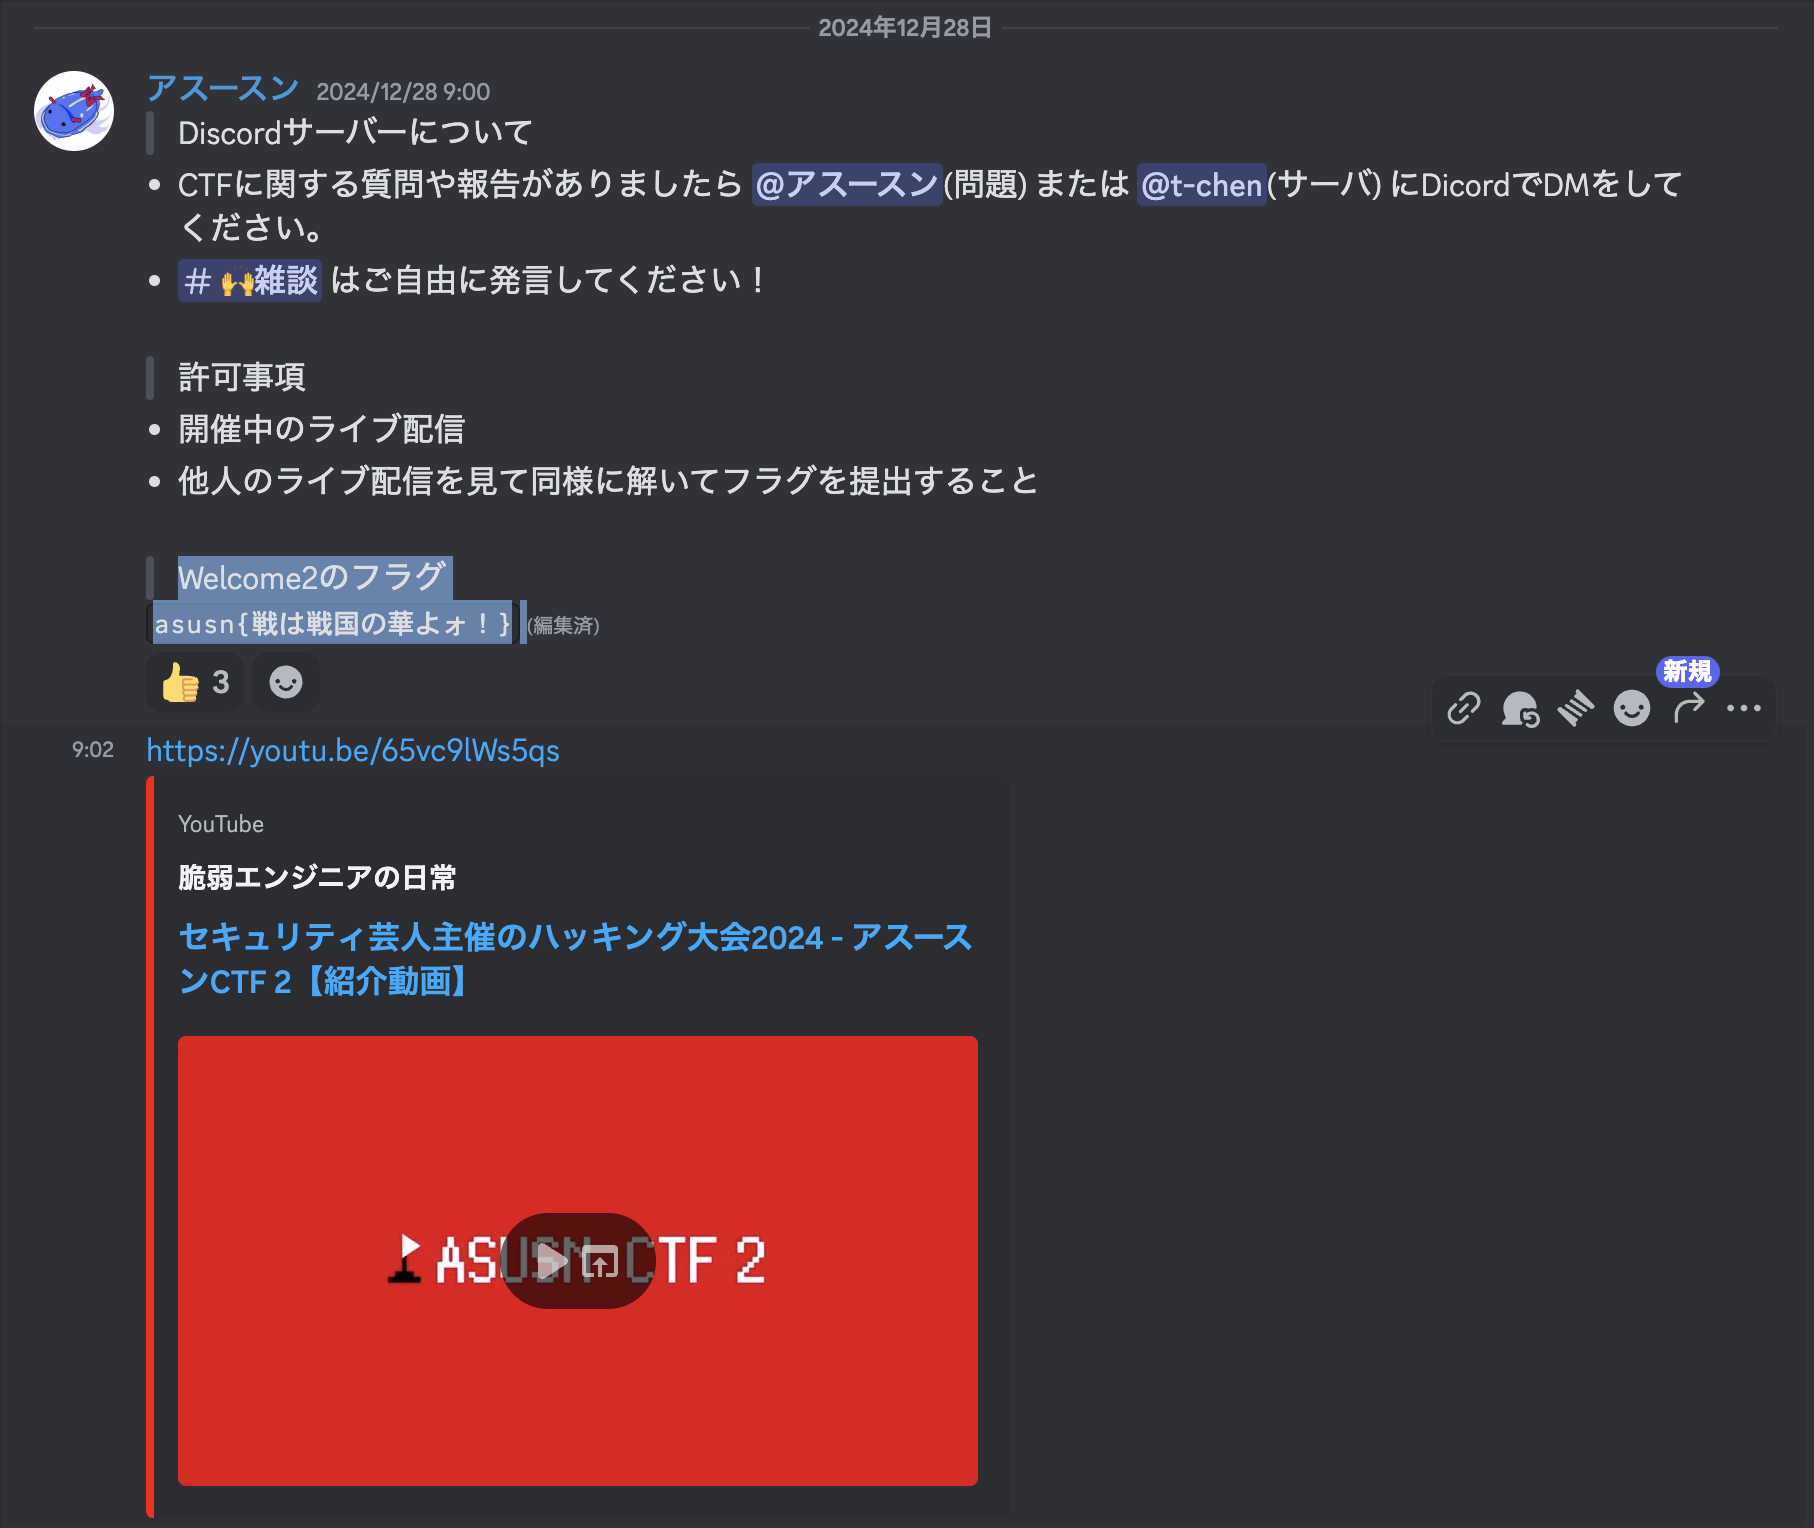 2024年12月28日
アスースン 2024/12/28 9:00
Discordサーバーについて
• CTFに関する質問や報告がありましたら @アスースン(問題) または @t-chen(サーバ) にDicordでDMをして
ください。
• # 🙌雑談 はご自由に発言してください！
許可事項
• 開催中のライブ配信
• 他人のライブ配信を見て同様に解いてフラグを提出すること
Welcome2のフラグ
asusn{戦は戦国の華よォ！} (編集済)
👍 3
新規
9:02 https://youtu.be/65vc9lWs5qs
YouTube
脆弱エンジニアの日常
セキュリティ芸人主催のハッキング大会2024 - アスース
ンCTF 2【紹介動画】
ASUSN CTF 2